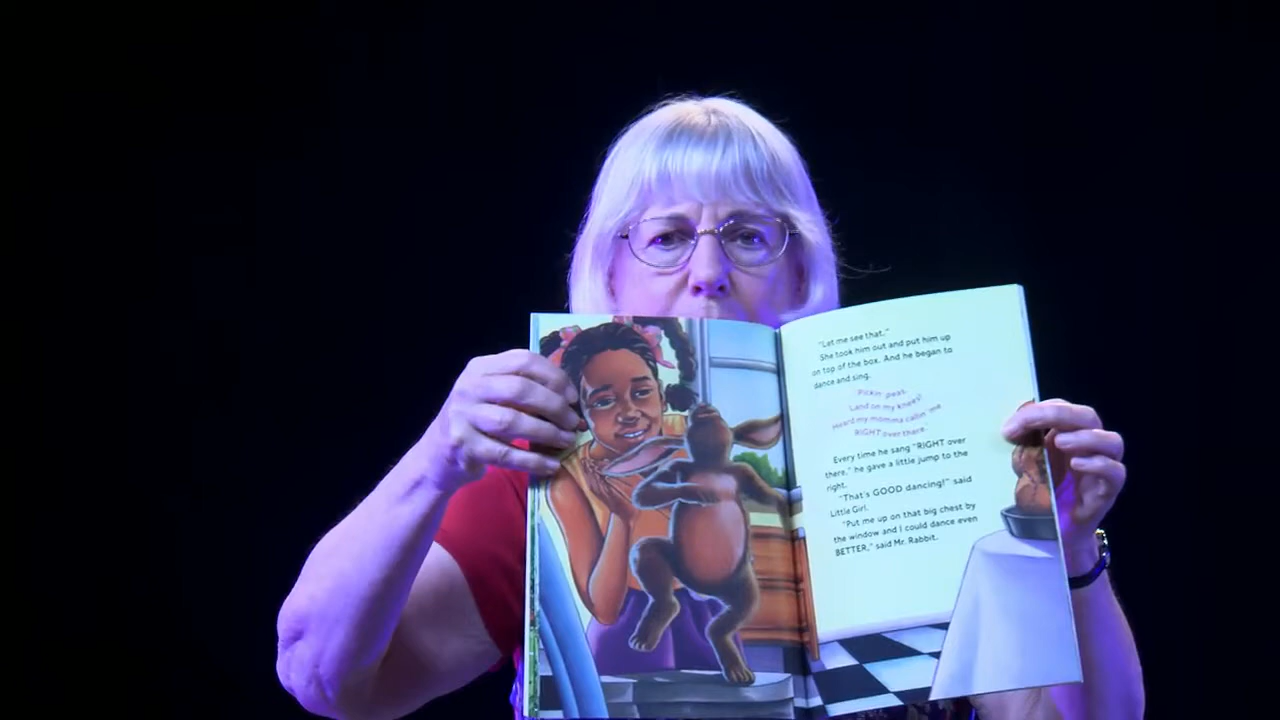 "Let me see that."
She took him out and put him up
on top of the box. And he began to
dance and sing.
"Pickin' peas.
Land on my knees!
Heard my momma callin' me
RIGHT over there."
Every time he sang "RIGHT over
there," he gave a little jump to the
right.
"That's GOOD dancing!" said
Little Girl.
"Put me up on that big chest by
the window and I could dance even
BETTER," said Mr. Rabbit.